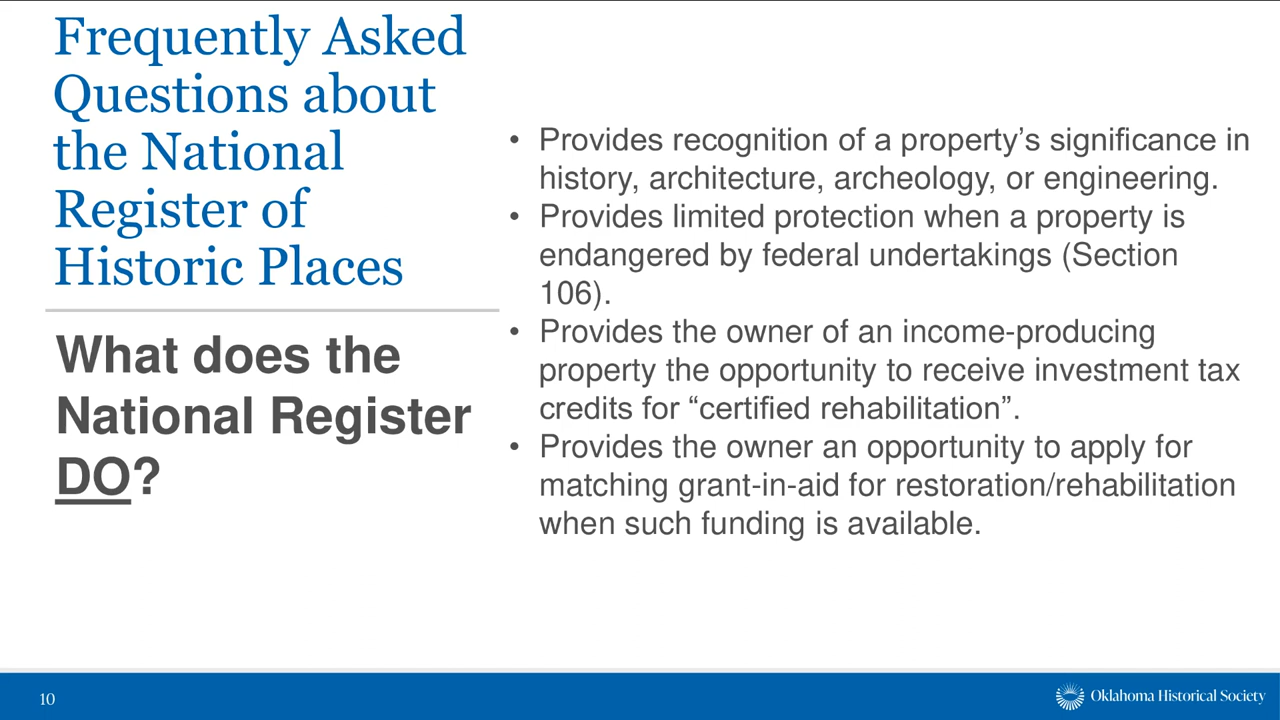 Frequently Asked
Questions about
the National
Register of
Historic Places
What does the
National Register
DO?
• Provides recognition of a property’s significance in
history, architecture, archeology, or engineering.
• Provides limited protection when a property is
endangered by federal undertakings (Section
106).
• Provides the owner of an income-producing
property the opportunity to receive investment tax
credits for “certified rehabilitation”.
• Provides the owner an opportunity to apply for
matching grant-in-aid for restoration/rehabilitation
when such funding is available.
10
Oklahoma Historical Society